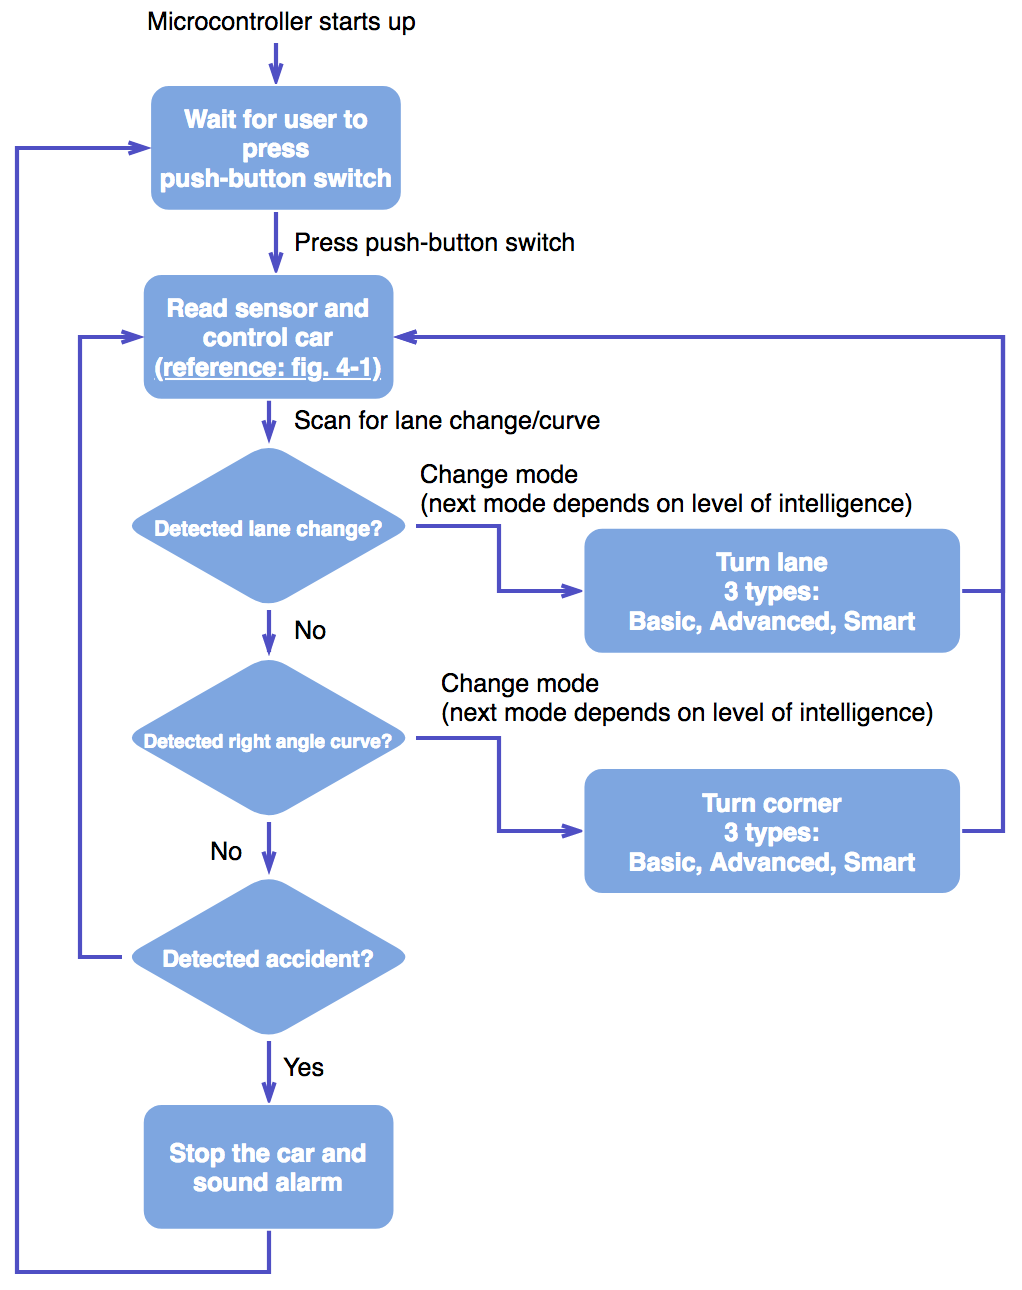 Microcontroller starts up
Wait for user to
press
push-button switch
Press push-button switch
Read sensor and
control car
(reference: fig. 4-1)
Scan for lane change/curve
Change mode
(next mode depends on level of intelligence)
Detected lane change?
Turn lane
3 types:
Basic, Advanced, Smart
No
Change mode
(next mode depends on level of intelligence)
Detected right angle curve?
Turn corner
3 types:
Basic, Advanced, Smart
No
Detected accident?
Yes
Stop the car and
sound alarm